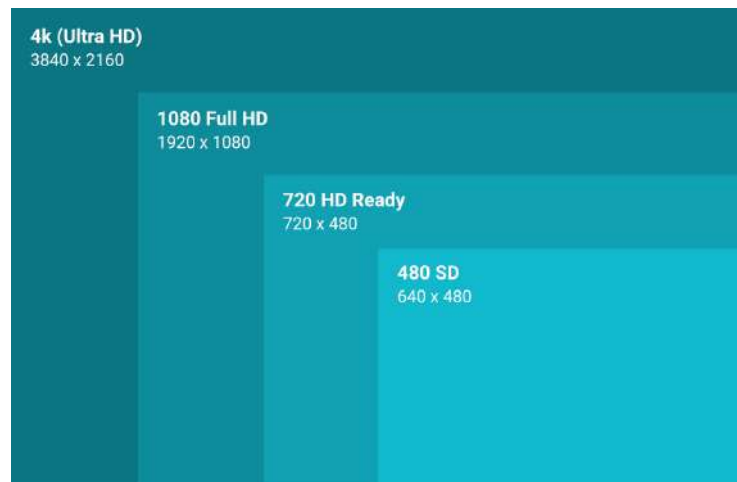 4k (Ultra HD)
3840 x 2160
1080 Full HD
1920 x 1080
720 HD Ready
720 x 480
480 SD
640 x 480